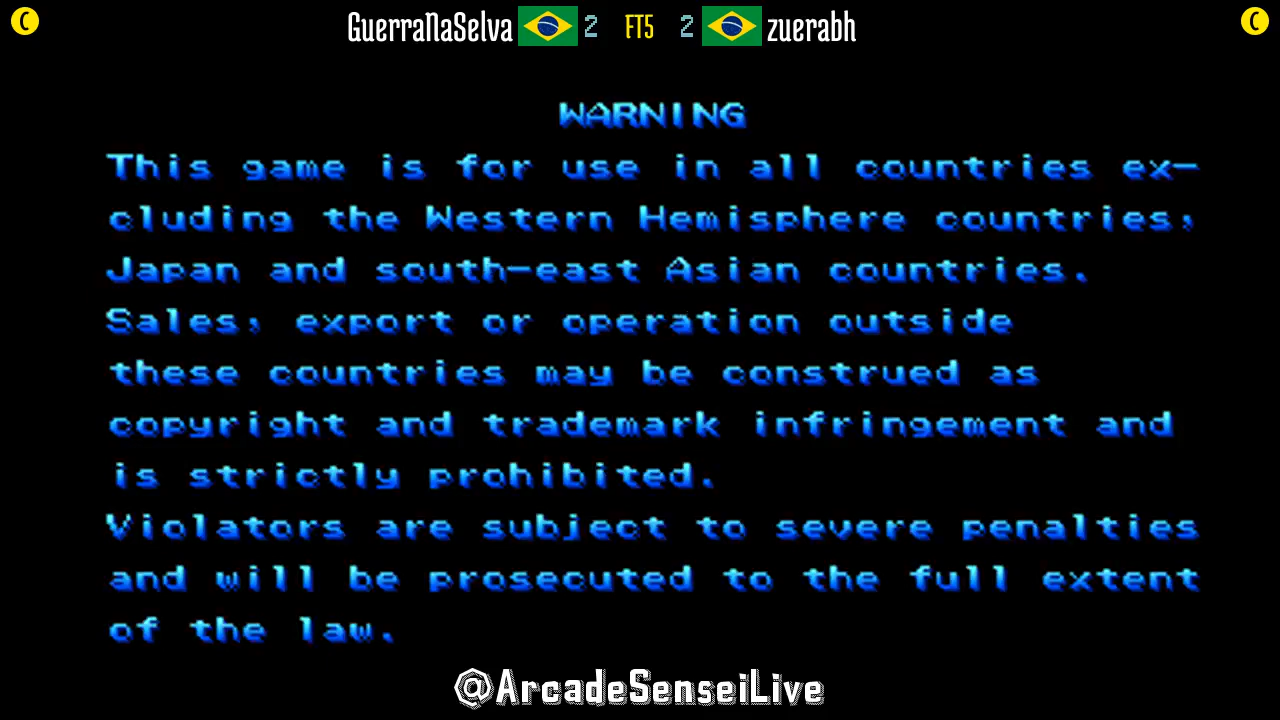 C GuerraNaSelva 2 FT5 2 zuerabh C
WARNING
This game is for use in all countries ex-
cluding the Western Hemisphere countries,
Japan and south-east Asian countries.
Sales, export or operation outside
these countries may be construed as
copyright and trademark infringement and
is strictly prohibited.
Violators are subject to severe penalties
and will be prosecuted to the full extent
of the law.
@ArcadeSenseiLive